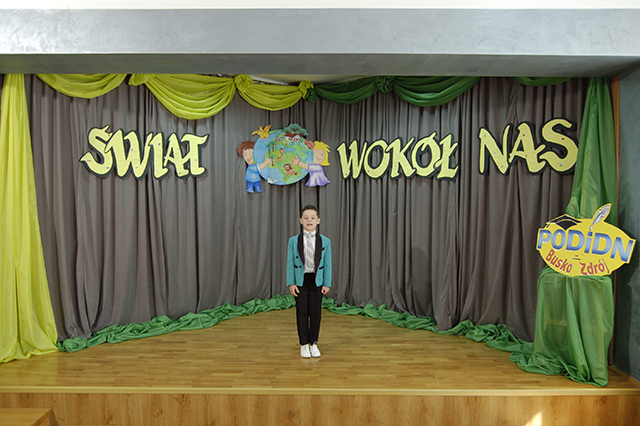 ŚWIAT WOKÓŁ NAS
PODiDN
Busko Zdrój